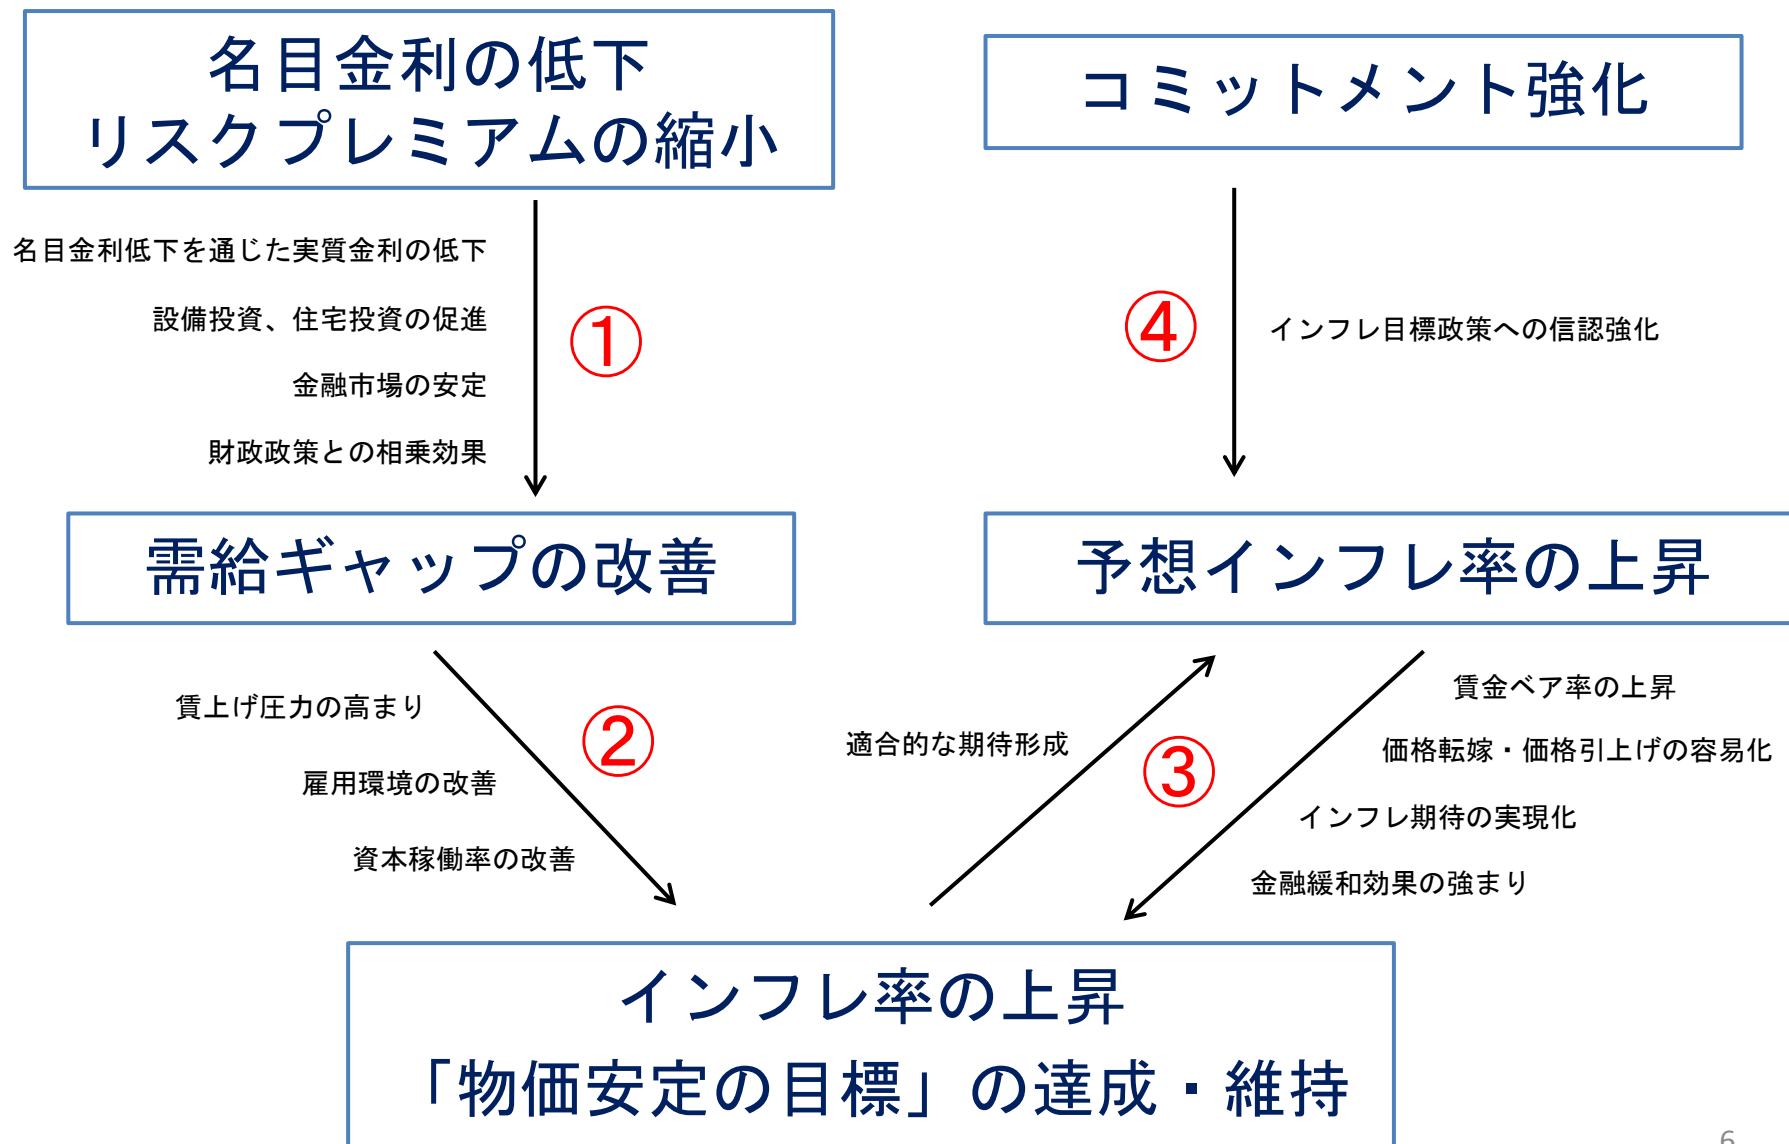 名目金利の低下
リスクプレミアムの縮小
コミットメント強化
名目金利低下を通じた実質金利の低下
設備投資、住宅投資の促進
金融市場の安定
財政政策との相乗効果
①
④
インフレ目標政策への信認強化
需給ギャップの改善
予想インフレ率の上昇
賃上げ圧力の高まり
雇用環境の改善
資本稼働率の改善
②
適合的な期待形成
③
賃金ベア率の上昇
価格転嫁・価格引上げの容易化
インフレ期待の実現化
金融緩和効果の強まり
インフレ率の上昇
「物価安定の目標」の達成・維持
6